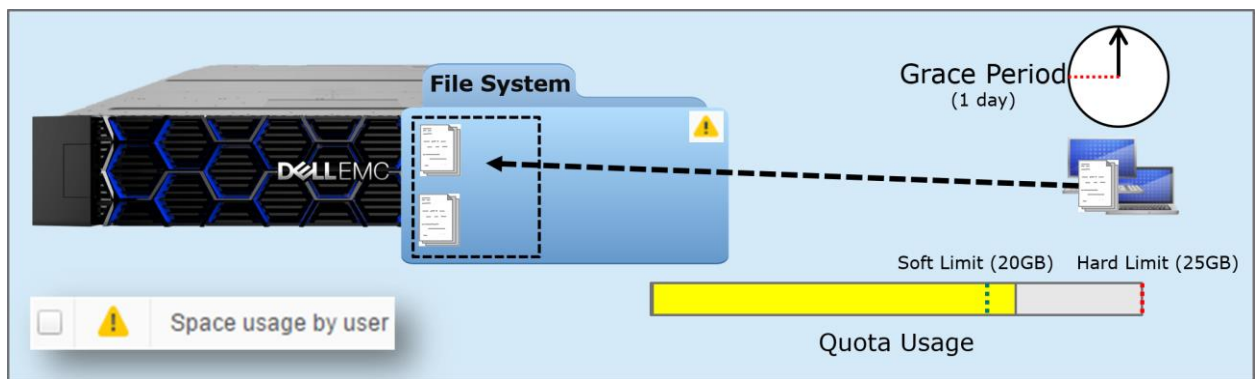 File System
Grace Period
(1 day)
DELLEMC
Soft Limit (20GB) Hard Limit (25GB)
Space usage by user
Quota Usage